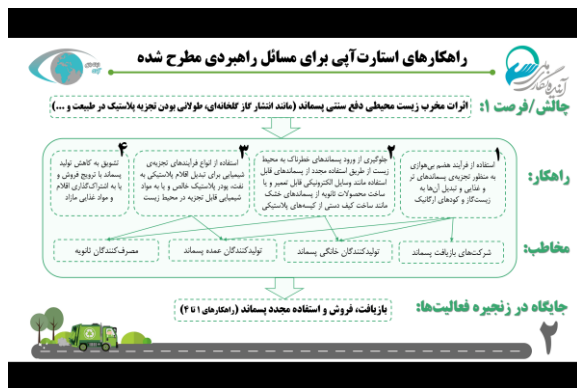 راهکارهای استارت‌آپی برای مسائل راهبردی مطرح شده
چالش/فرصت ۱:
اثرات مخرب زیست محیطی دفع سنتی پسماند (مانند انتشار گاز گلخانه‌ای، طولانی بودن تجزیه پلاستیک در طبیعت و ...)
راهکار:
۱
استفاده از فرآیند هضم بی‌هوازی
به منظور تجزیه‌ی پسماندهای تر
و غذایی و تبدیل آن‌ها به
زیست‌گاز و کودهای ارگانیک
۲
جلوگیری از ورود پسماندهای خطرناک به محیط
زیست از طریق استفاده مجدد از پسماندهای قابل
استفاده مانند وسایل الکترونیکی قابل تعمیر و یا
ساخت محصولات ثانویه از پسماندهای خشک
مانند ساخت کیف دستی از کیسه‌های پلاستیکی
۳
استفاده از انواع فرآیندهای تجزیه‌ی
شیمیایی برای تبدیل اقلام پلاستیکی به
نفت، پودر پلاستیک خالص و یا به مواد
شیمیایی قابل تجزیه در محیط زیست
۴
تشویق به کاهش تولید
پسماند با ترویج فروش و
یا به اشتراک‌گذاری اقلام
و مواد غذایی مازاد
مخاطب:
شرکت‌های بازیافت پسماند
تولیدکنندگان خانگی پسماند
تولیدکنندگان عمده پسماند
مصرف‌کنندگان ثانویه
جایگاه در زنجیره فعالیت‌ها:
بازیافت، فروش و استفاده مجدد پسماند (راهکارهای ۱ تا ۴)
۲